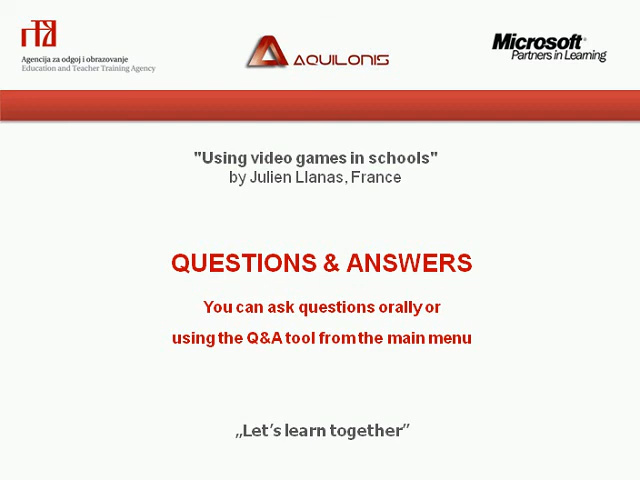 Agencija za odgoj i obrazovanje
Education and Teacher Training Agency
AQUILONIS
Microsoft®
Partners in Learning
"Using video games in schools"
by Julien Llanas, France
QUESTIONS & ANSWERS
You can ask questions orally or
using the Q&A tool from the main menu
„Let’s learn together”